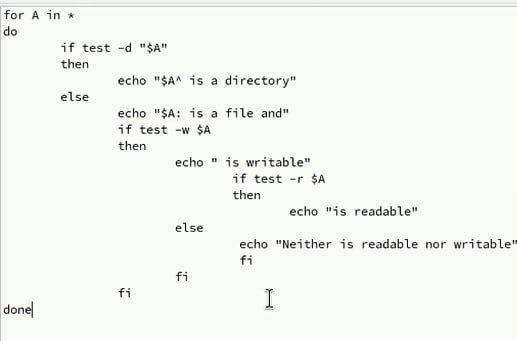 for A in *
do
if test -d "$A"
then
echo "$A^ is a directory"
else
echo "$A: is a file and"
if test -w $A
then
echo " is writable"
if test -r $A
then
echo "is readable"
else
echo "Neither is readable nor writable"
fi
fi
fi
done